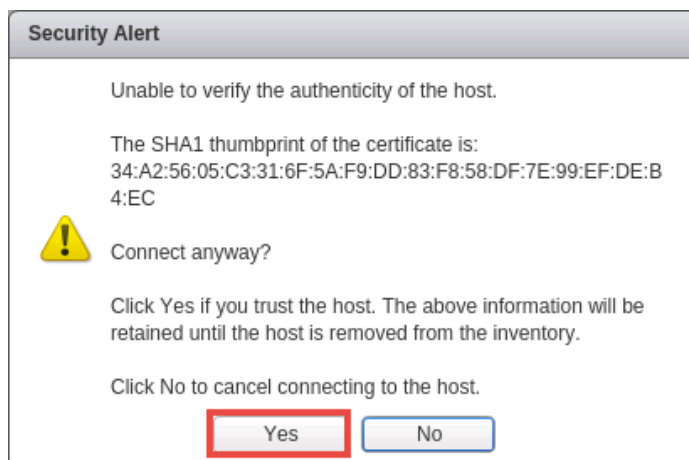 Security Alert
Unable to verify the authenticity of the host.
The SHA1 thumbprint of the certificate is:
34:A2:56:05:C3:31:6F:5A:F9:DD:83:F8:58:DF:7E:99:EF:DE:B
4:EC
Connect anyway?
Click Yes if you trust the host. The above information will be
retained until the host is removed from the inventory.
Click No to cancel connecting to the host.
Yes No